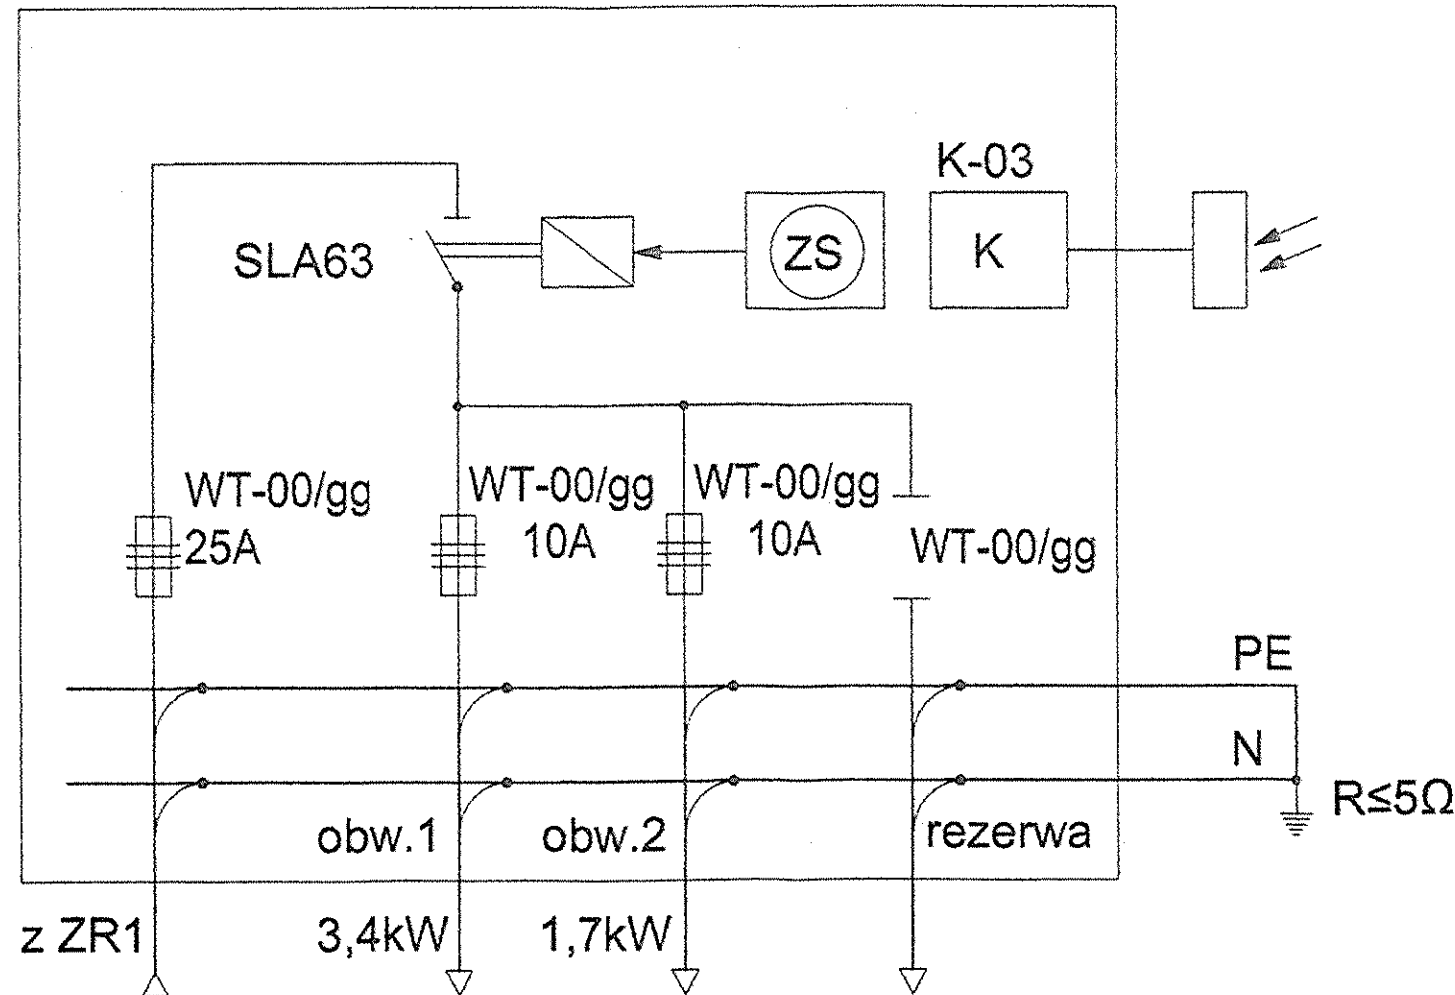 K-03
SLA63
ZS
K
WT-00/gg
25A
WT-00/gg
10A
WT-00/gg
10A
WT-00/gg
PE
N
R≤5Ω
obw.1
obw.2
rezerwa
z ZR1
3,4kW
1,7kW